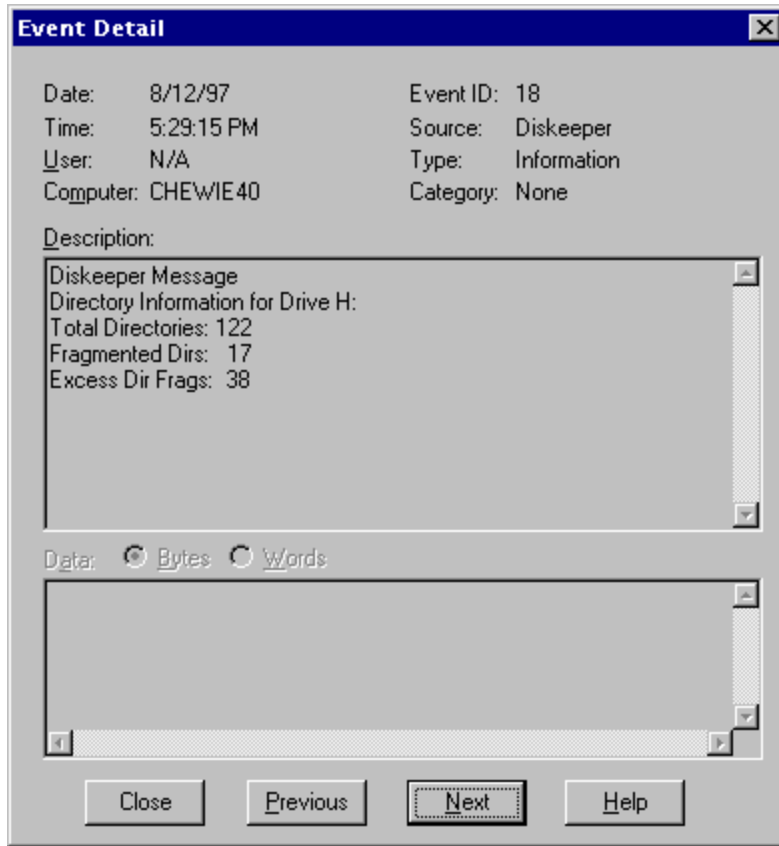 Event Detail
Date: 8/12/97 Event ID: 18
Time: 5:29:15 PM Source: Diskeeper
User: N/A Type: Information
Computer: CHEWIE40 Category: None
Description:
Diskeeper Message
Directory Information for Drive H:
Total Directories: 122
Fragmented Dirs: 17
Excess Dir Frags: 38
Data: Bytes Words
Close Previous Next Help